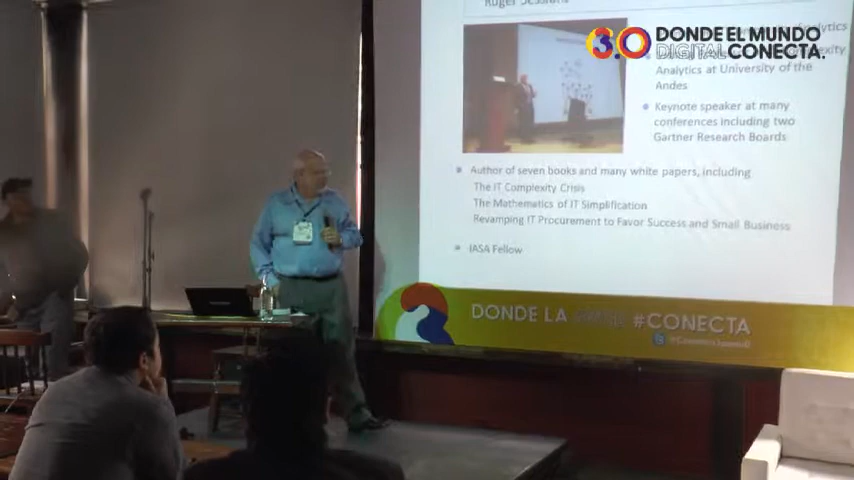 Roger Sessions
3.0 DONDE EL MUNDO
DIGITAL CONECTA.
Analytics
Analytics at University of the
Andes
Keynote speaker at many
conferences including two
Gartner Research Boards
Author of seven books and many white papers, including
The IT Complexity Crisis
The Mathematics of IT Simplification
Revamping IT Procurement to Favor Success and Small Business
IASA Fellow
DONDE LA #CONECTA